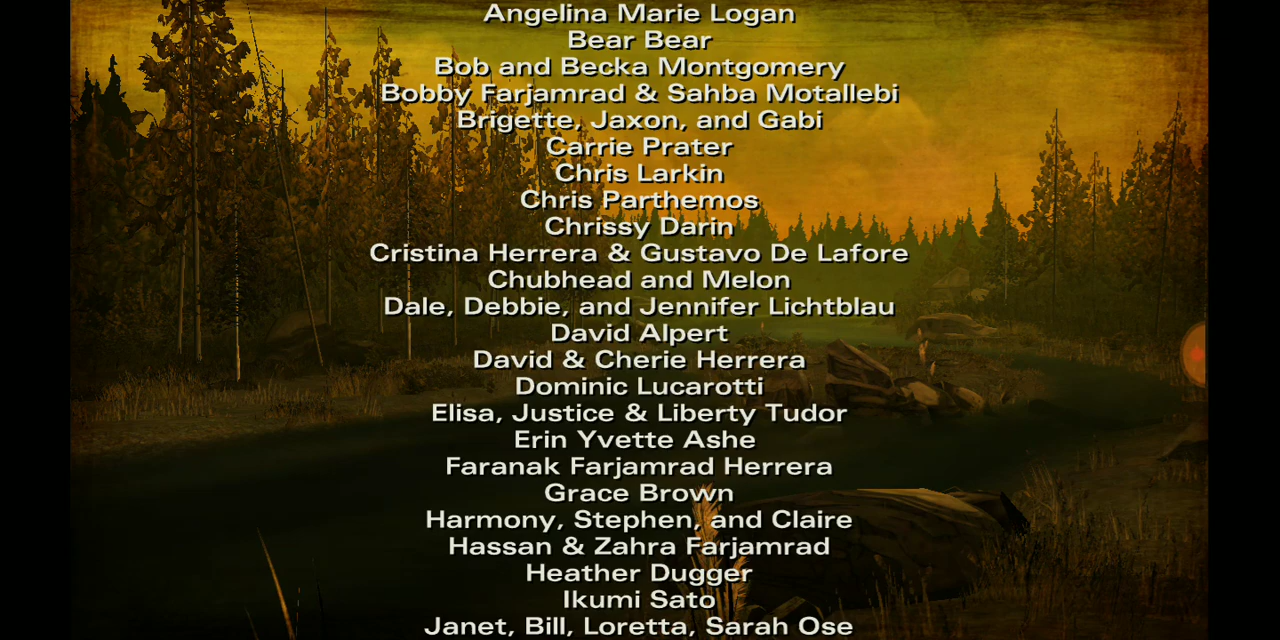 Angelina Marie Logan
Bear Bear
Bob and Becka Montgomery
Bobby Farjamrad & Sahba Motallebi
Brigette, Jaxon, and Gabi
Carrie Prater
Chris Larkin
Chris Parthemos
Chrissy Darin
Cristina Herrera & Gustavo De Lafore
Chubhead and Melon
Dale, Debbie, and Jennifer Lichtblau
David Alpert
David & Cherie Herrera
Dominic Lucarotti
Elisa, Justice & Liberty Tudor
Erin Yvette Ashe
Faranak Farjamrad Herrera
Grace Brown
Harmony, Stephen, and Claire
Hassan & Zahra Farjamrad
Heather Dugger
Ikumi Sato
Janet, Bill, Loretta, Sarah Ose